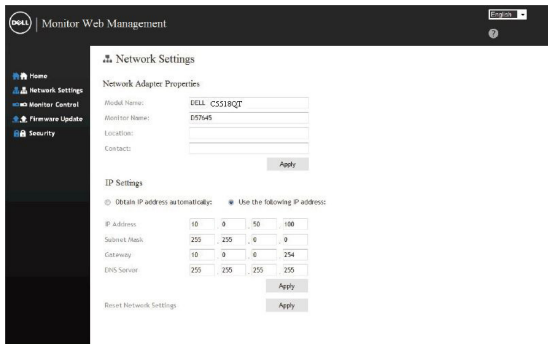 DELL Monitor Web Management
English
?
Home
Network Settings
Monitor Control
Firmware Update
Security
Network Settings
Network Adapter Properties
Model Name: DELL C5518QT
Monitor Name: D57645
Location:
Contact:
Apply
IP Settings
Obtain IP address automatically: Use the following IP address:
IP Address 10 . 0 . 50 . 100
Subnet Mask 255 . 255 . 0 . 0
Gateway 10 . 0 . 0 . 254
DNS Server 255 . 255 . 255 . 255
Apply
Reset Network Settings Apply